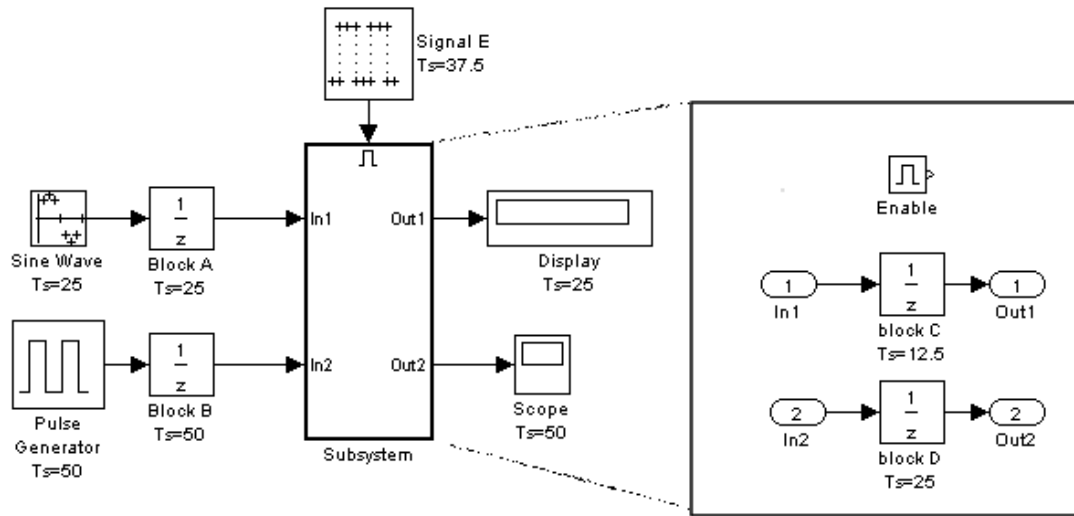 Signal E
Ts=37.5
Sine Wave
Ts=25
1
z
Block A
Ts=25
In1
Out1
Display
Ts=25
Pulse
Generator
Ts=50
1
z
Block B
Ts=50
In2
Out2
Subsystem
Scope
Ts=50
Enable
1
In1
1
z
block C
Ts=12.5
1
Out1
2
In2
1
z
block D
Ts=25
2
Out2